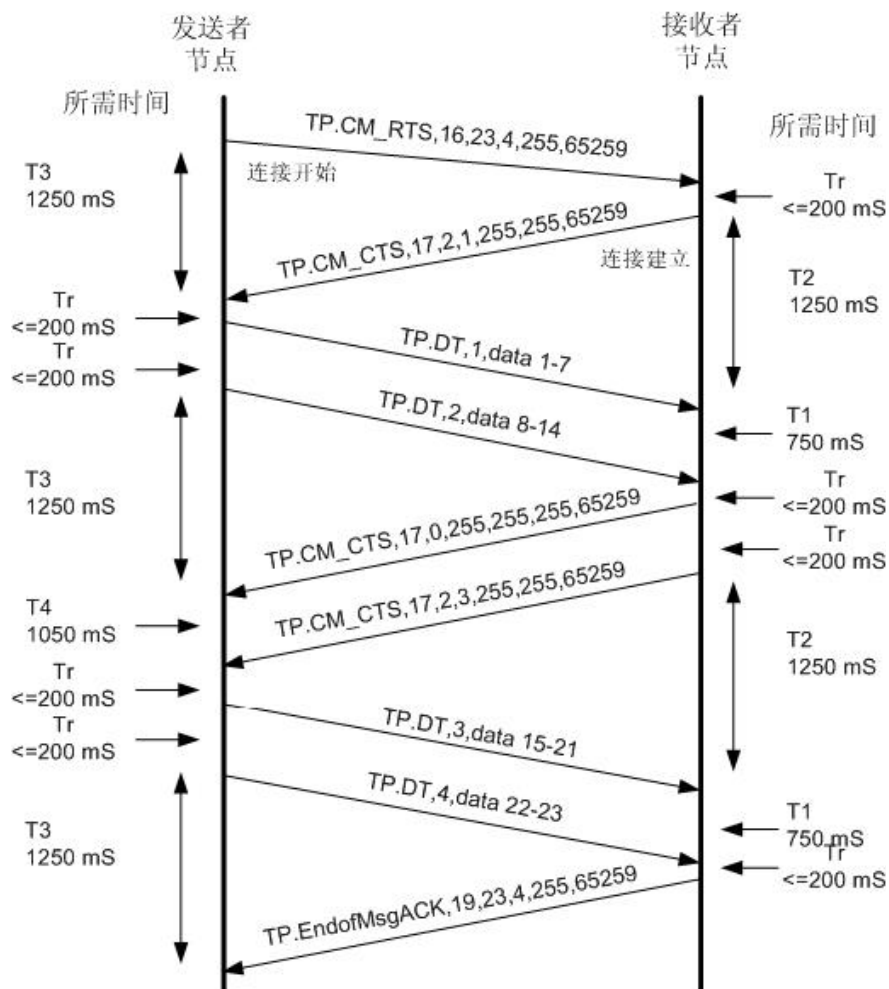 发送者
节点
接收者
节点
所需时间
所需时间
TP.CM_RTS,16,23,4,255,65259
连接开始
T3
1250 mS
Tr
<=200 mS
TP.CM_CTS,17,2,1,255,255,65259
连接建立
T2
1250 mS
Tr
<=200 mS
Tr
<=200 mS
TP.DT,1,data 1-7
T1
750 mS
TP.DT,2,data 8-14
T3
1250 mS
Tr
<=200 mS
TP.CM_CTS,17,0,255,255,255,65259
Tr
<=200 mS
T4
1050 mS
TP.CM_CTS,17,2,3,255,255,65259
T2
1250 mS
Tr
<=200 mS
Tr
<=200 mS
TP.DT,3,data 15-21
TP.DT,4,data 22-23
T3
1250 mS
T1
750 mS
Tr
<=200 mS
TP.EndofMsgACK,19,23,4,255,65259